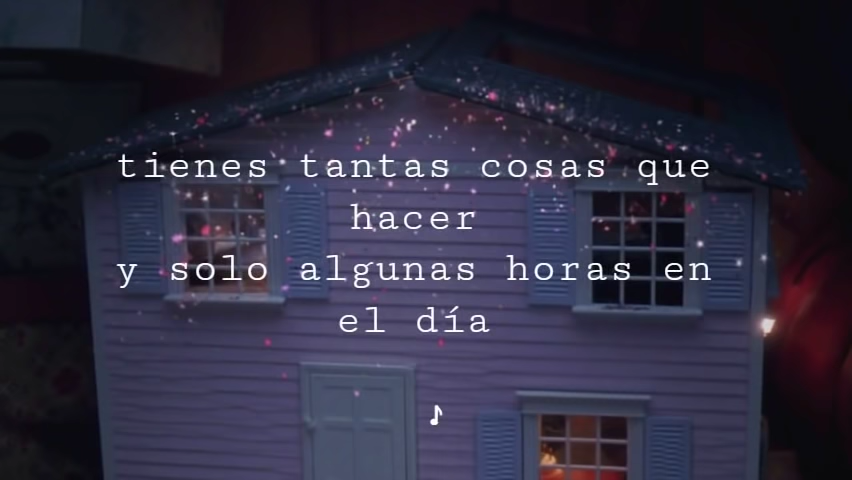 tienes tantas cosas que
hacer
y solo algunas horas en
el día
♪